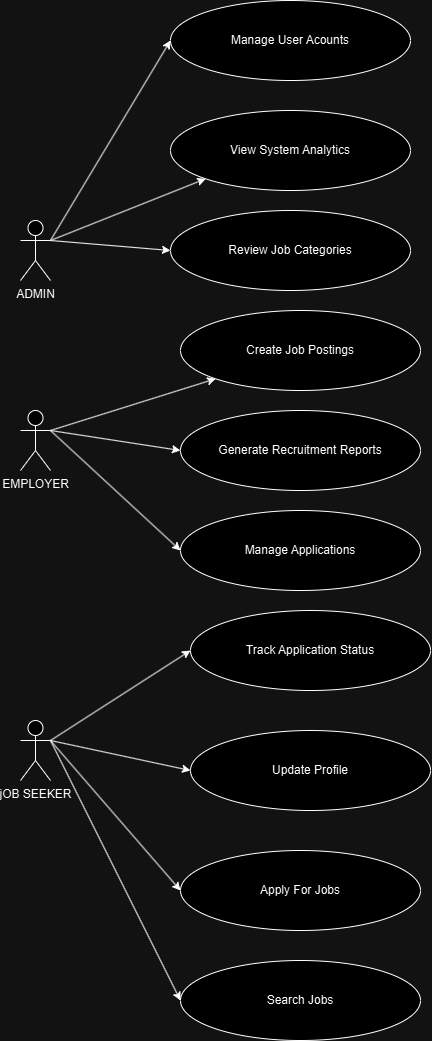 Manage User Acounts
View System Analytics
Review Job Categories
ADMIN
Create Job Postings
Generate Recruitment Reports
EMPLOYER
Manage Applications
Track Application Status
Update Profile
jOB SEEKER
Apply For Jobs
Search Jobs